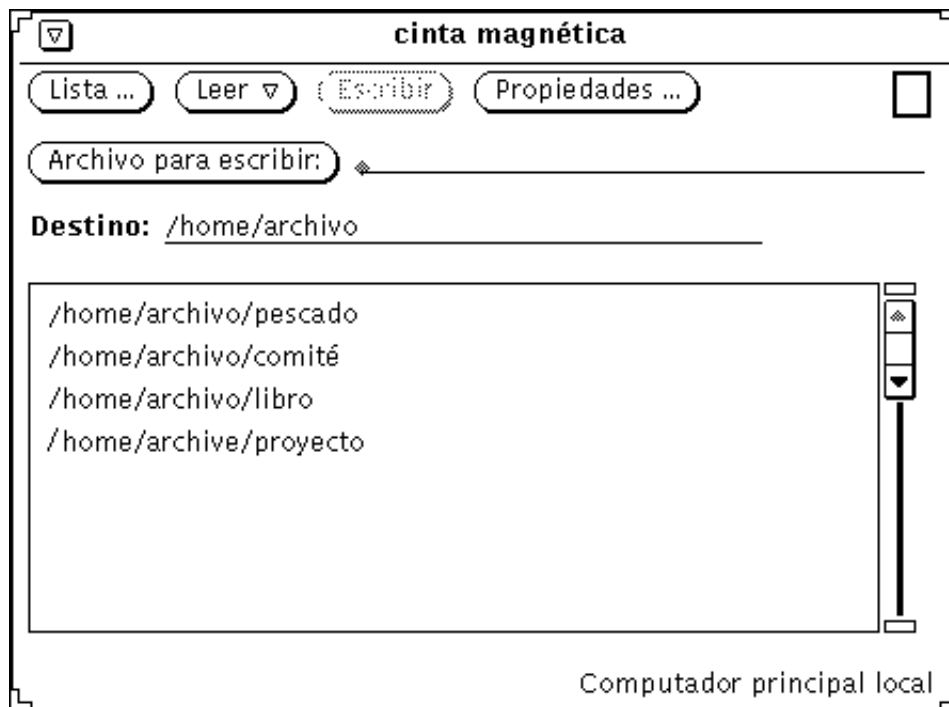 cinta magnética
Lista ... Leer Escribir Propiedades ...
Archivo para escribir:
Destino: /home/archivo
/home/archivo/pescado
/home/archivo/comité
/home/archivo/libro
/home/archive/proyecto
Computador principal local